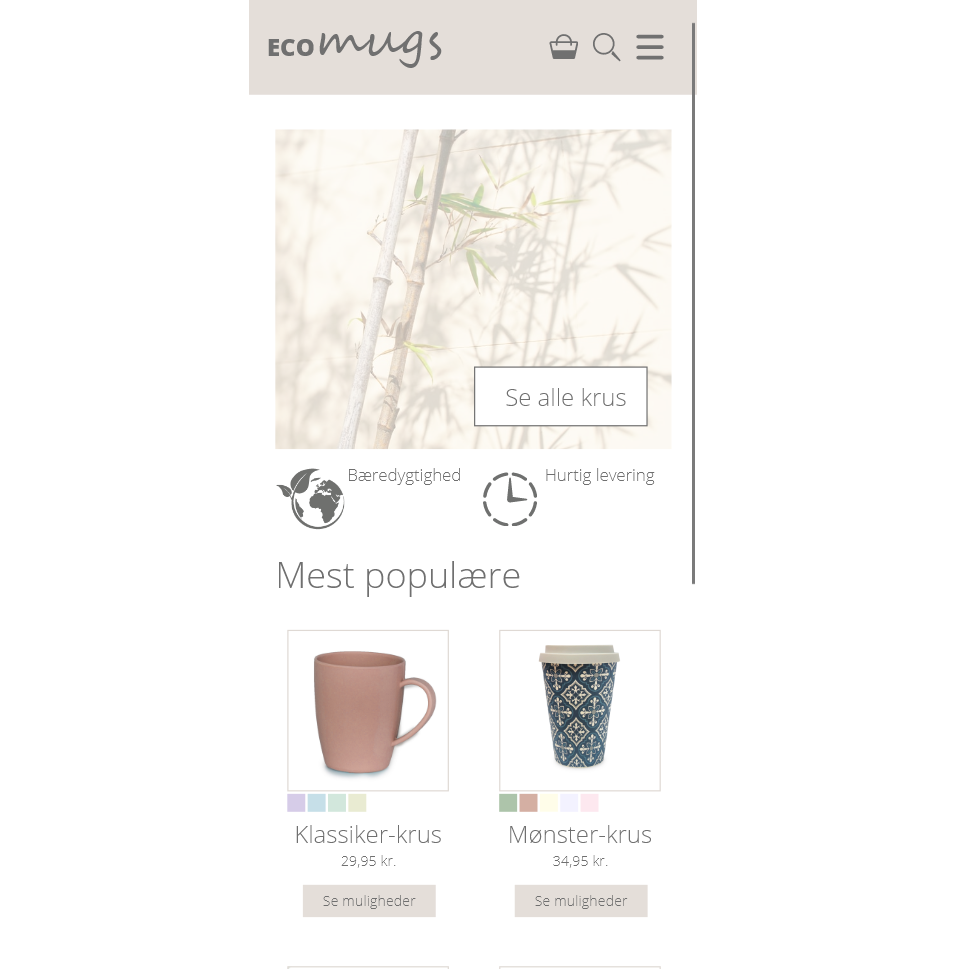 ECOmugs
Se alle krus
Bæredygtighed
Hurtig levering
Mest populære
Klassiker-krus
29,95 kr.
Se muligheder
Mønster-krus
34,95 kr.
Se muligheder